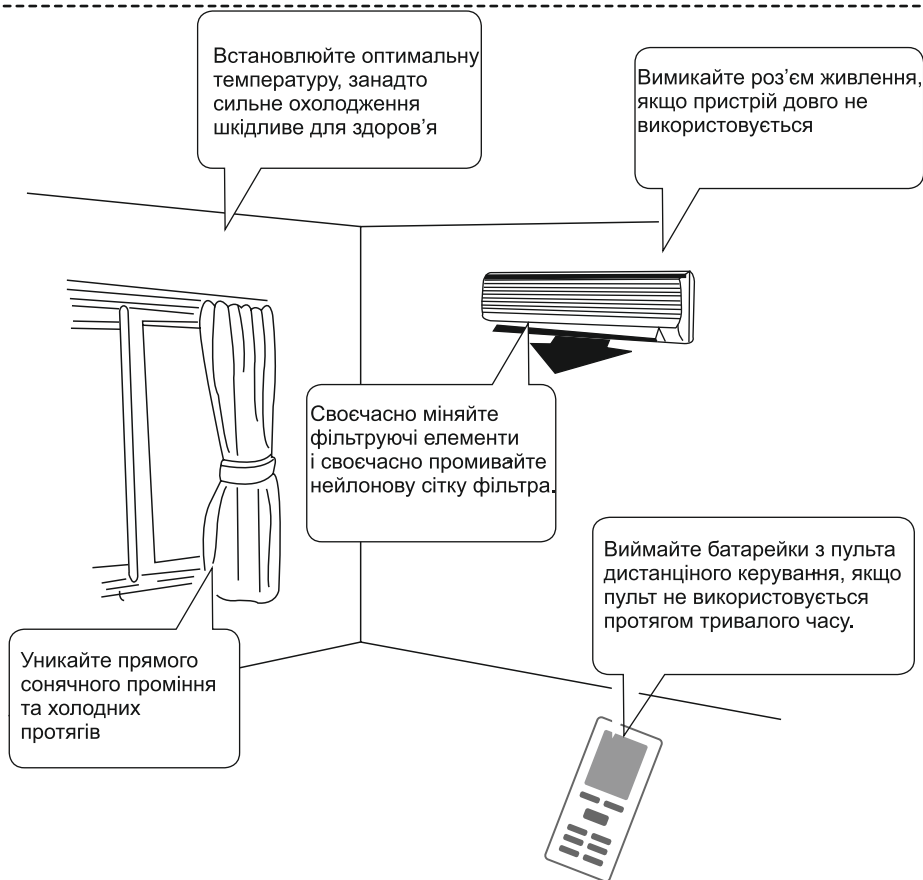 Встановлюйте оптимальну
температуру, занадто
сильне охолодження
шкідливе для здоров’я
Вимикайте роз’єм живлення,
якщо пристрій довго не
використовується
Своєчасно міняйте
фільтруючі елементи
і своєчасно промивайте
нейлонову сітку фільтра.
Виймайте батарейки з пульта
дистанціного керування, якщо
пульт не використовується
протягом тривалого часу.
Уникайте прямого
сонячного проміння
та холодних
протягів